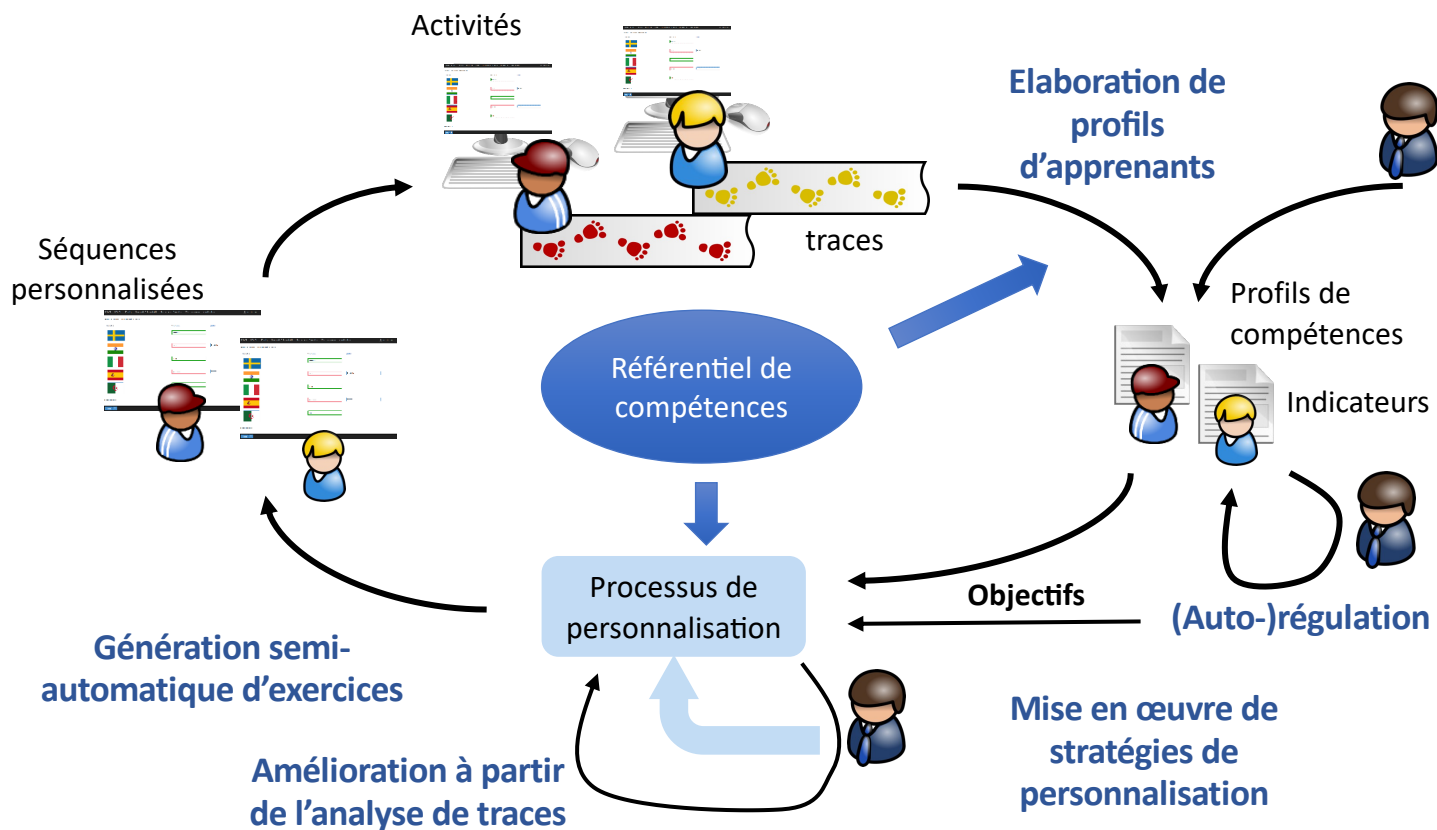 Activités
Elaboration de
profils
d'apprenants
traces
Séquences
personnalisées
Profils de
compétences
Indicateurs
Référentiel de
compétences
Processus de
personnalisation
Objectifs
(Auto-)régulation
Génération semi-
automatique d'exercices
Mise en œuvre de
stratégies de
personnalisation
Amélioration à partir
de l'analyse de traces